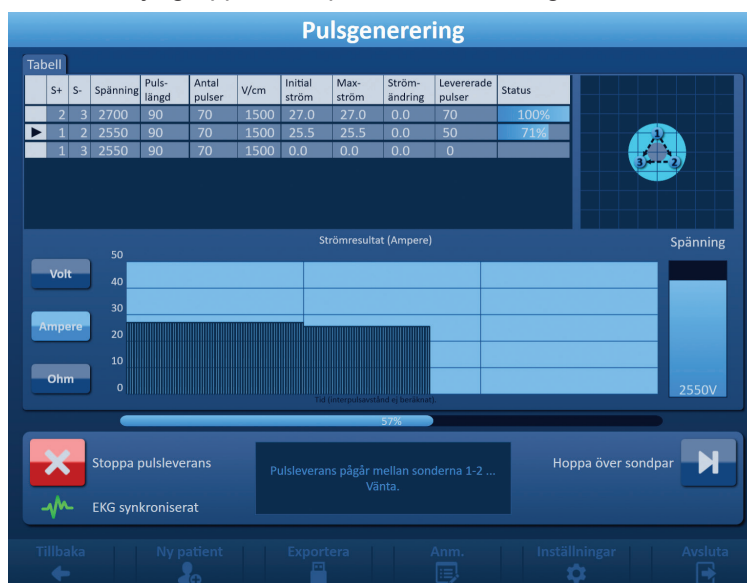 Pulsgenerering
Tabell
S+ S- Spänning Puls-längd Antal pulser V/cm Initial ström Max-ström Ström-ändring Levererade pulser Status
2 3 2700 90 70 1500 27.0 27.0 0.0 70 100%
1 2 2550 90 70 1500 25.5 25.5 0.0 50 71%
1 3 2550 90 70 1500 0.0 0.0 0.0 0
1
3 2
Strömresultat (Ampere)
Spänning
Volt
Ampere
Ohm
50
40
30
20
10
0
Tid (interpulsavstånd ej beräknat).
2550V
57%
Stoppa pulsleverans
EKG synkroniserat
Pulsleverans pågår mellan sonderna 1-2 ...
Vänta.
Hoppa över sondpar
Tillbaka Ny patient Exportera Anm. Inställningar Avsluta